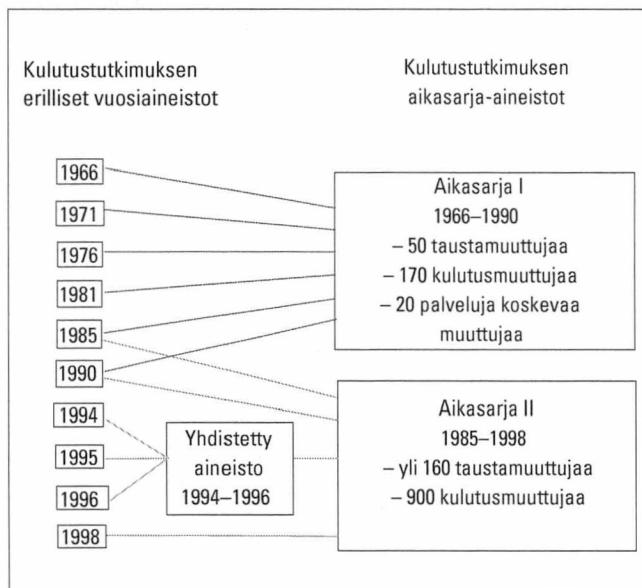 Kulutustutkimuksen
erilliset vuosiaineistot
Kulutustutkimuksen
aikasarja-aineistot
1966
1971
1976
1981
1985
1990
1994
1995
1996
1998
Yhdistetty
aineisto
1994–1996
Aikasarja I
1966–1990
– 50 taustamuuttujaa
– 170 kulutusmuuttujaa
– 20 palveluja koskevaa
muuttujaa
Aikasarja II
1985–1998
– yli 160 taustamuuttujaa
– 900 kulutusmuuttujaa